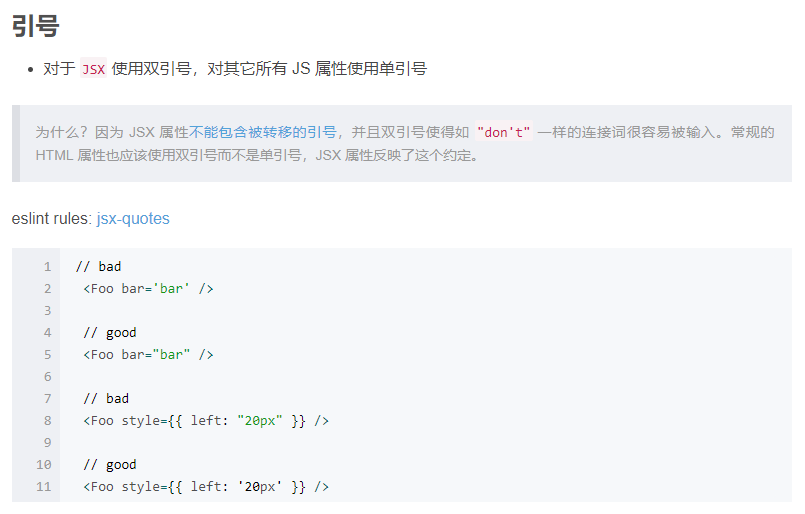 引号
• 对于 JSX 使用双引号，对其它所有 JS 属性使用单引号
为什么？因为 JSX 属性不能包含被转移的引号，并且双引号使得如 "don't" 一样的连接词很容易被输入。常规的
HTML 属性也应该使用双引号而不是单引号，JSX 属性反映了这个约定。
eslint rules: jsx-quotes
1 // bad
2 <Foo bar='bar' />
3
4 // good
5 <Foo bar="bar" />
6
7 // bad
8 <Foo style={{ left: "20px" }} />
9
10 // good
11 <Foo style={{ left: '20px' }} />